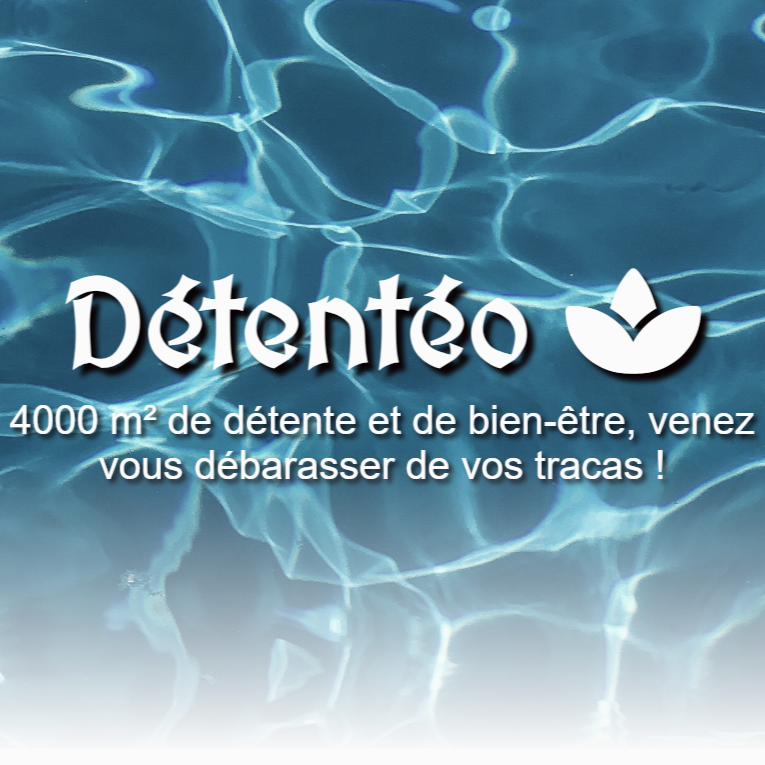 Détentéo
4000 m² de détente et de bien-être, venez
vous débarasser de vos tracas !